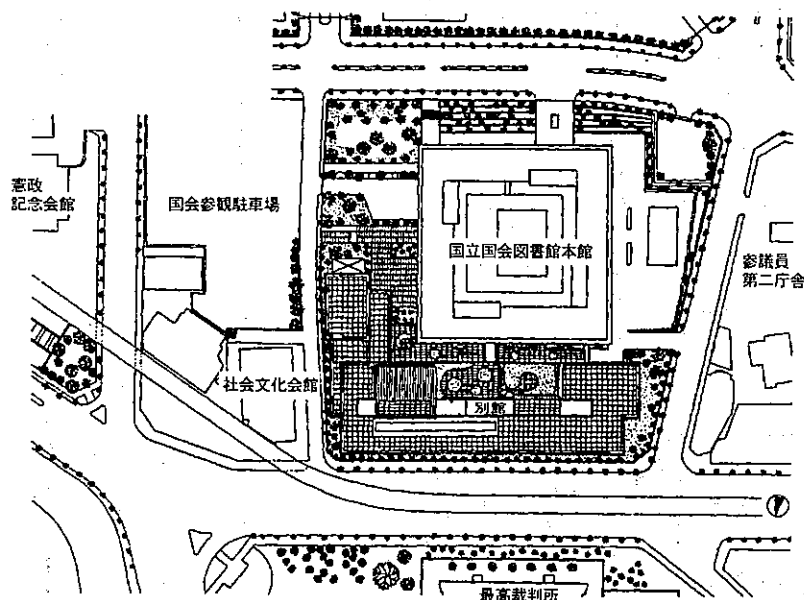 憲政
記念会館
国会参観駐車場
国立国会図書館本館
参議員
第二庁舎
社会文化会館
別館
最高裁判所